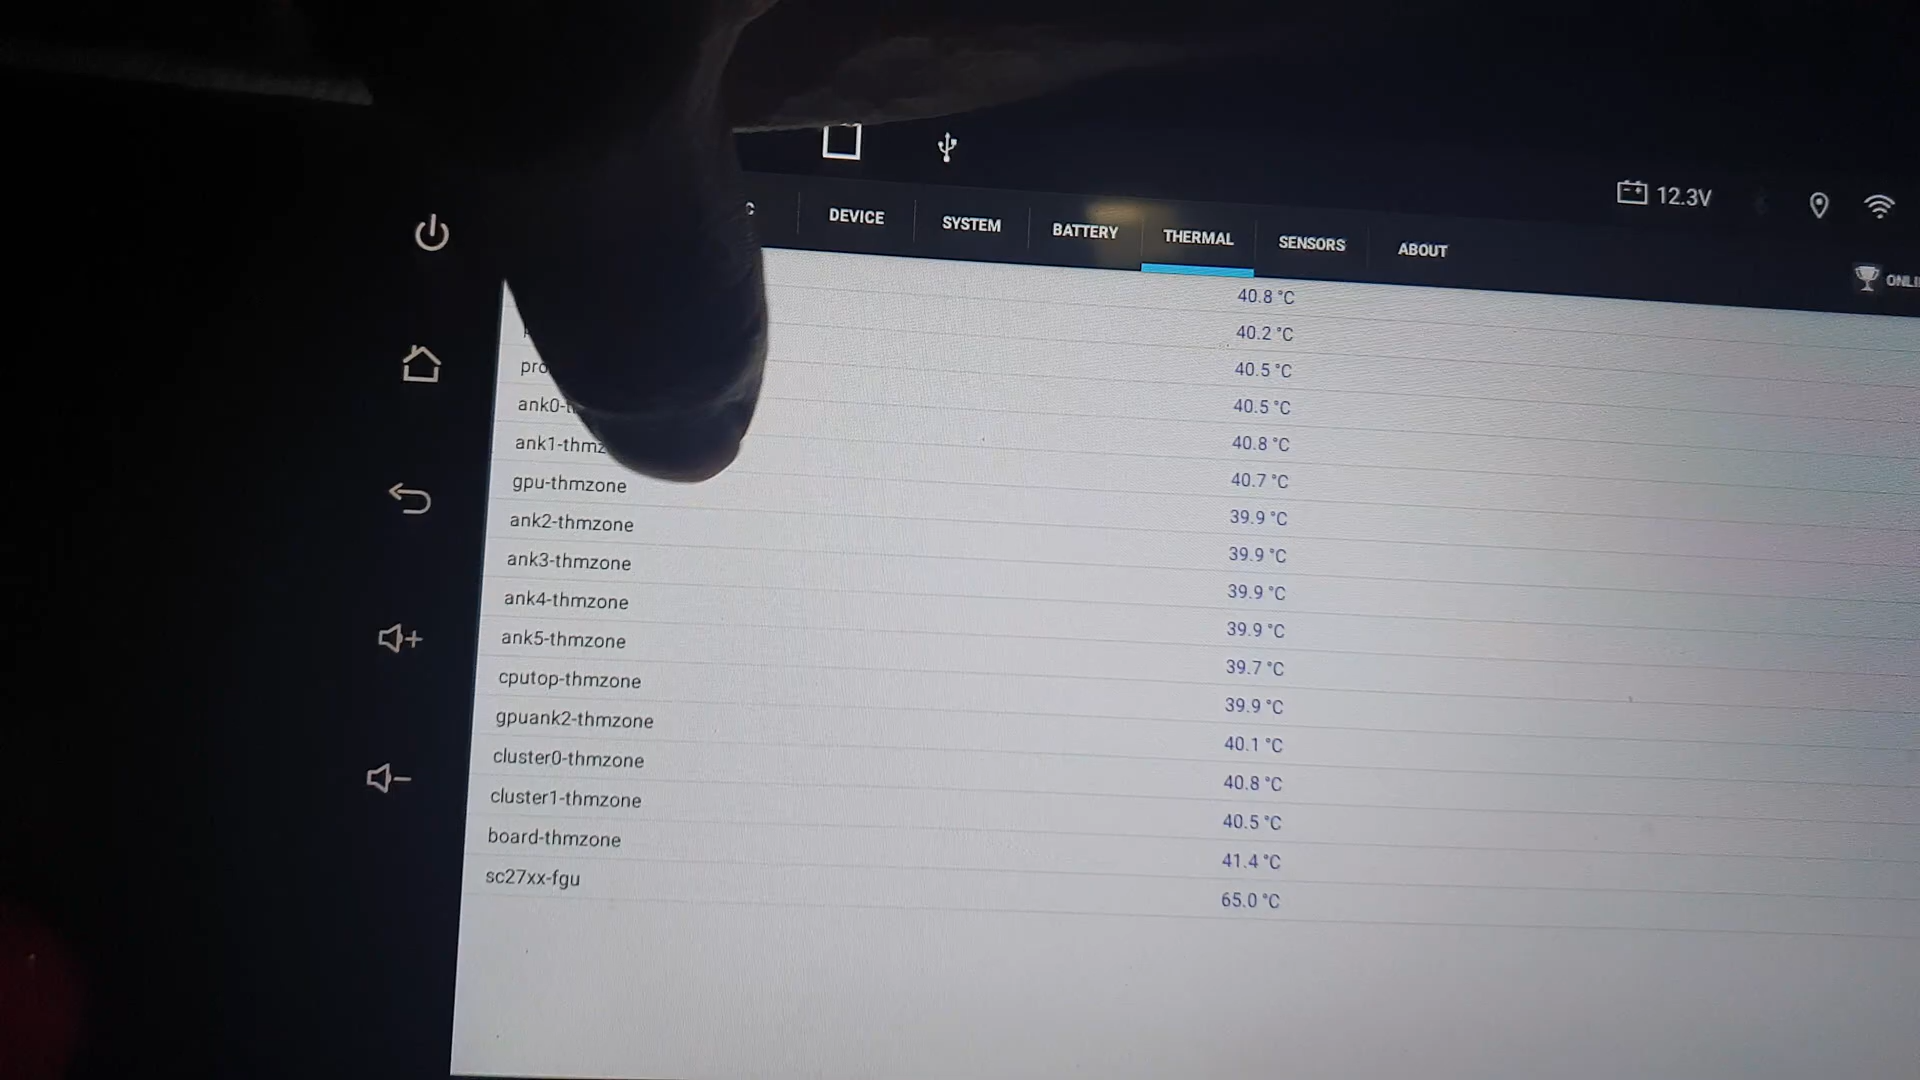 12.3V
DEVICE SYSTEM BATTERY THERMAL SENSORS ABOUT
40.8 °C
40.2 °C
40.5 °C
40.5 °C
40.8 °C
40.7 °C
gpu-thmzone 39.9 °C
ank2-thmzone 39.9 °C
ank3-thmzone 39.9 °C
ank4-thmzone 39.9 °C
ank5-thmzone 39.7 °C
cputop-thmzone 39.9 °C
gpuank2-thmzone 40.1 °C
cluster0-thmzone 40.8 °C
cluster1-thmzone 40.5 °C
board-thmzone 41.4 °C
sc27xx-fgu 65.0 °C